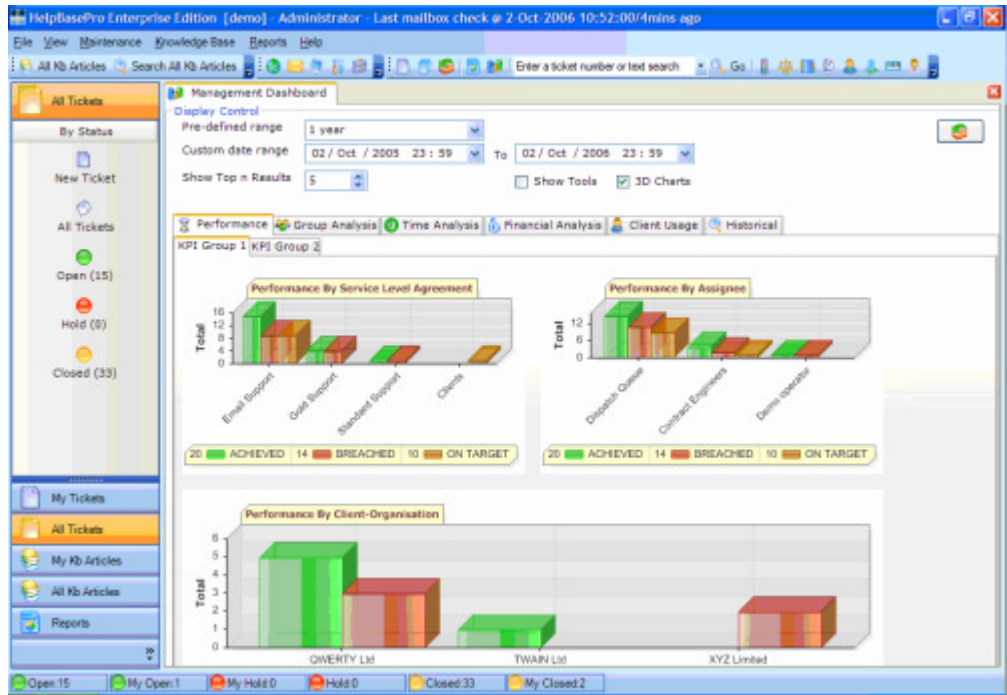 HelpBasePro Enterprise Edition [demo] - Administrator - Last mailbox check @ 2-Oct-2006 10:52:00/4mins ago
File View Maintenance Knowledge Base Reports Help
All Kb Articles Search All Kb Articles Enter a ticket number or text search Go
All Tickets
By Status
New Ticket
All Tickets
Open (15)
Hold (0)
Closed (33)
My Tickets
All Tickets
My Kb Articles
All Kb Articles
Reports
Management Dashboard
Display Control
Pre-defined range 1 year
Custom date range 02 / Oct / 2005 23 : 59 To 02 / Oct / 2006 23 : 59
Show Top n Results 5 Show Tools 3D Charts
Performance Group Analysis Time Analysis Financial Analysis Client Usage Historical
KPI Group 1 KPI Group 2
Performance By Service Level Agreement
Total
16
12
8
4
0
Email Support
Gold Support
Standard Support
Clients
20 ACHIEVED 14 BREACHED 10 ON TARGET
Performance By Assignee
Total
12
6
0
Dispatch Queue
Contract Engineers
Demo operator
20 ACHIEVED 14 BREACHED 10 ON TARGET
Performance By Client-Organisation
Total
6
5
4
3
2
1
0
QWERTY Ltd TWAIN Ltd XYZ Limited
Open:15 My Open:1 My Hold:0 Hold:0 Closed:33 My Closed:2